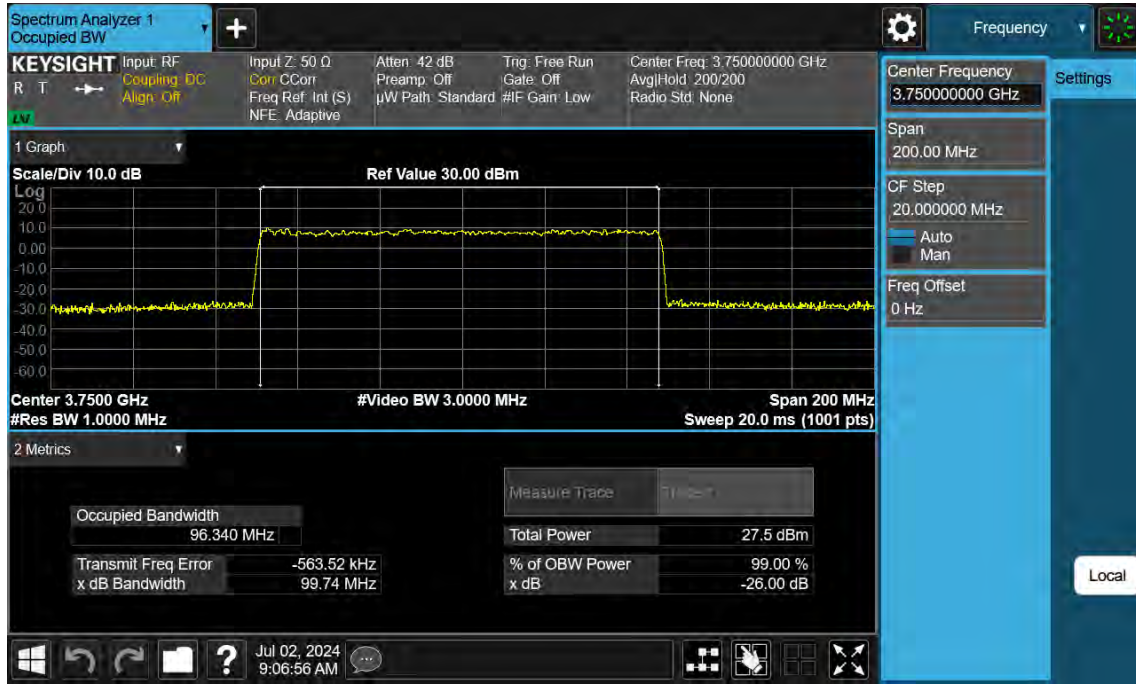 Spectrum Analyzer 1
Occupied BW
+
Frequency
KEYSIGHT
R T
LXI
Input: RF
Coupling: DC
Align: Off
Input Z: 50 Ω
Corr CCorr
Freq Ref: Int (S)
NFE: Adaptive
Atten: 42 dB
Preamp: Off
µW Path: Standard
Trig: Free Run
Gate: Off
#IF Gain: Low
Center Freq: 3.750000000 GHz
Avg|Hold: 200/200
Radio Std: None
Center Frequency
3.750000000 GHz
Settings
Span
200.00 MHz
CF Step
20.000000 MHz
Auto
Man
Freq Offset
0 Hz
Local
1 Graph
Scale/Div 10.0 dB
Ref Value 30.00 dBm
Log
20.0
10.0
0.00
-10.0
-20.0
-30.0
-40.0
-50.0
-60.0
Center 3.7500 GHz
#Video BW 3.0000 MHz
Span 200 MHz
#Res BW 1.0000 MHz
Sweep 20.0 ms (1001 pts)
2 Metrics
Measure Trace
Occupied Bandwidth
96.340 MHz
Total Power 27.5 dBm
Transmit Freq Error -563.52 kHz
% of OBW Power 99.00 %
x dB Bandwidth 99.74 MHz
x dB -26.00 dB
?
Jul 02, 2024
9:06:56 AM